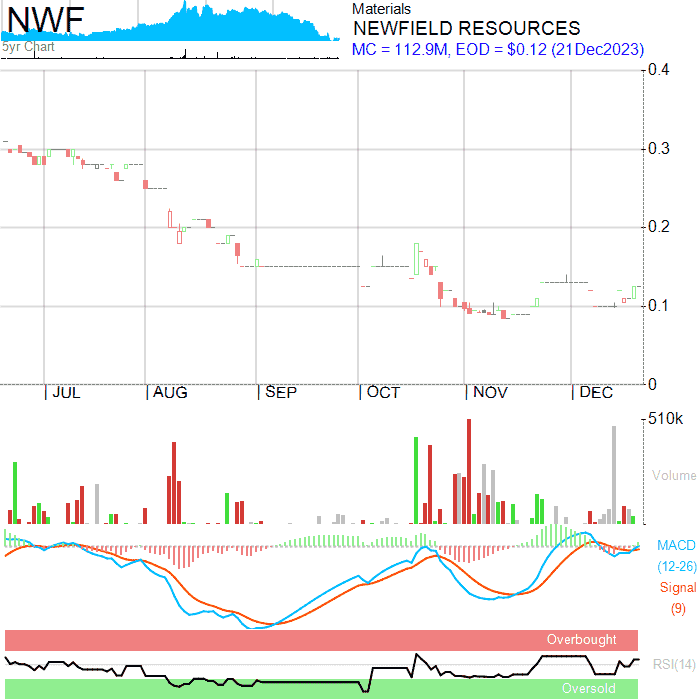 NWF
5yr Chart
Materials
NEWFIELD RESOURCES
MC = 112.9M, EOD = $0.12 (21Dec2023)
0.4
0.3
0.2
0.1
0
JUL AUG SEP OCT NOV DEC
510k
Volume
MACD
(12-26)
Signal
(9)
Overbought
RSI(14)
Oversold